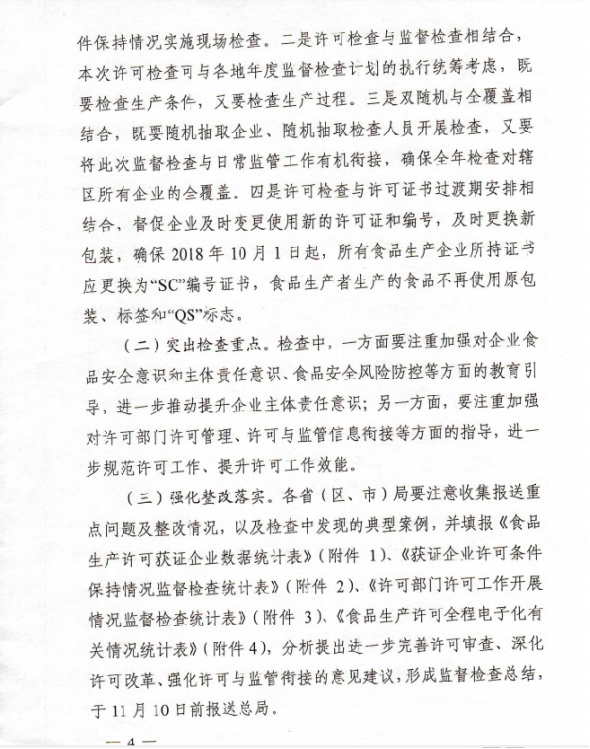 件保持情况实施现场检查。二是许可检查与监督检查相结合，
本次许可检查可与各地年度监督检查计划的执行统筹考虑，既
要检查生产条件，又要检查生产过程。三是双随机与全覆盖相
结合，既要随机抽取企业、随机抽取检查人员开展检查，又要
将此次监督检查与日常监管工作有机衔接，确保全年检查对辖
区所有企业的全覆盖。四是许可检查与许可证书过渡期安排相
结合，督促企业及时变更使用新的许可证和编号，及时更换新
包装，确保 2018 年 10 月 1 日起，所有食品生产企业所持证书
应更换为“SC”编号证书，食品生产者生产的食品不再使用原包
装、标签和“QS”标志。
（二）突出检查重点。检查中，一方面要注重加强对企业食
品安全意识和主体责任意识、食品安全风险防控等方面的教育引
导，进一步推动提升企业主体责任意识；另一方面，要注重加强
对许可部门许可管理、许可与监管信息衔接等方面的指导，进一
步规范许可工作、提升许可工作效能。
（三）强化整改落实。各省（区、市）局要注意收集报送重
点问题及整改情况，以及检查中发现的典型案例，并填报《食品
生产许可获证企业数据统计表》（附件 1）、《获证企业许可条件
保持情况监督检查统计表》（附件 2）、《许可部门许可工作开展
情况监督检查统计表》（附件 3）、《食品生产许可全程电子化有
关情况统计表》（附件 4），分析提出进一步完善许可审查、深化
许可改革、强化许可与监管衔接的意见建议，形成监督检查总结，
于 11 月 10 日前报送总局。
— 4 —